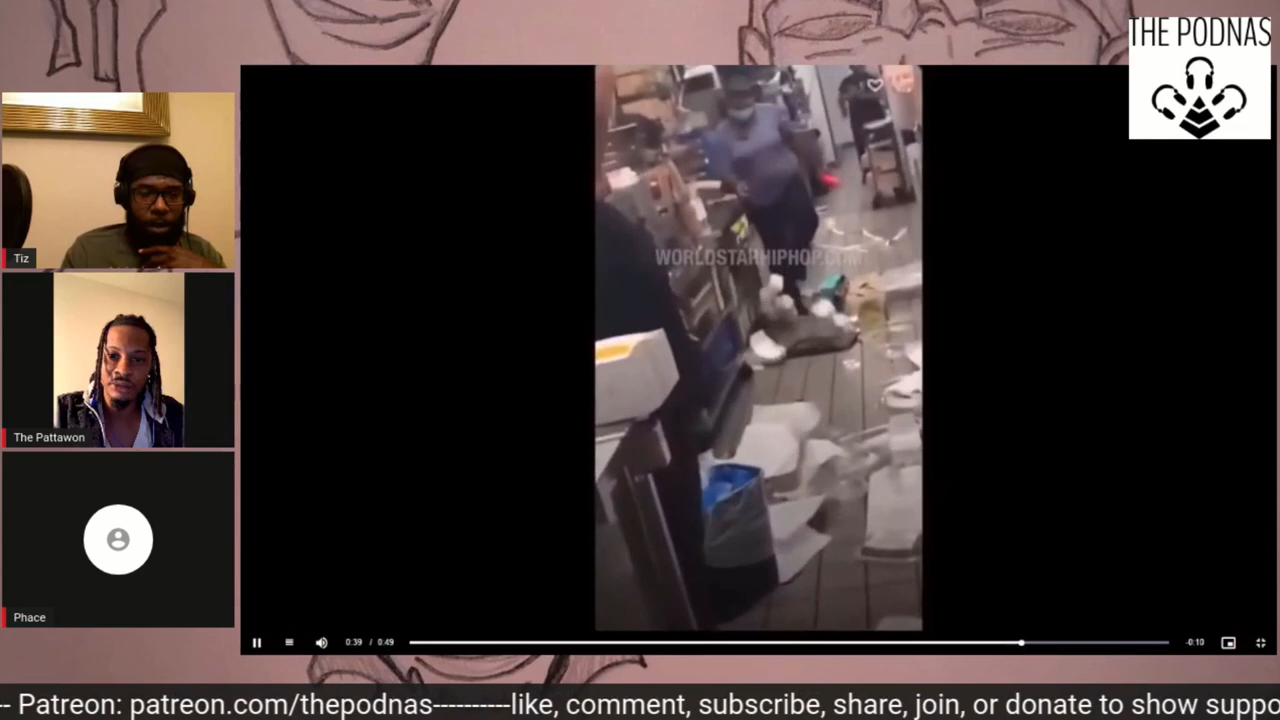 THE PODNAS
Tiz
WORLDSTARHIPHOP.COM
The Pattawon
Phace
0:39 / 0:49
-0:10
-- Patreon: patreon.com/thepodnas----------like, comment, subscribe, share, join, or donate to show suppo